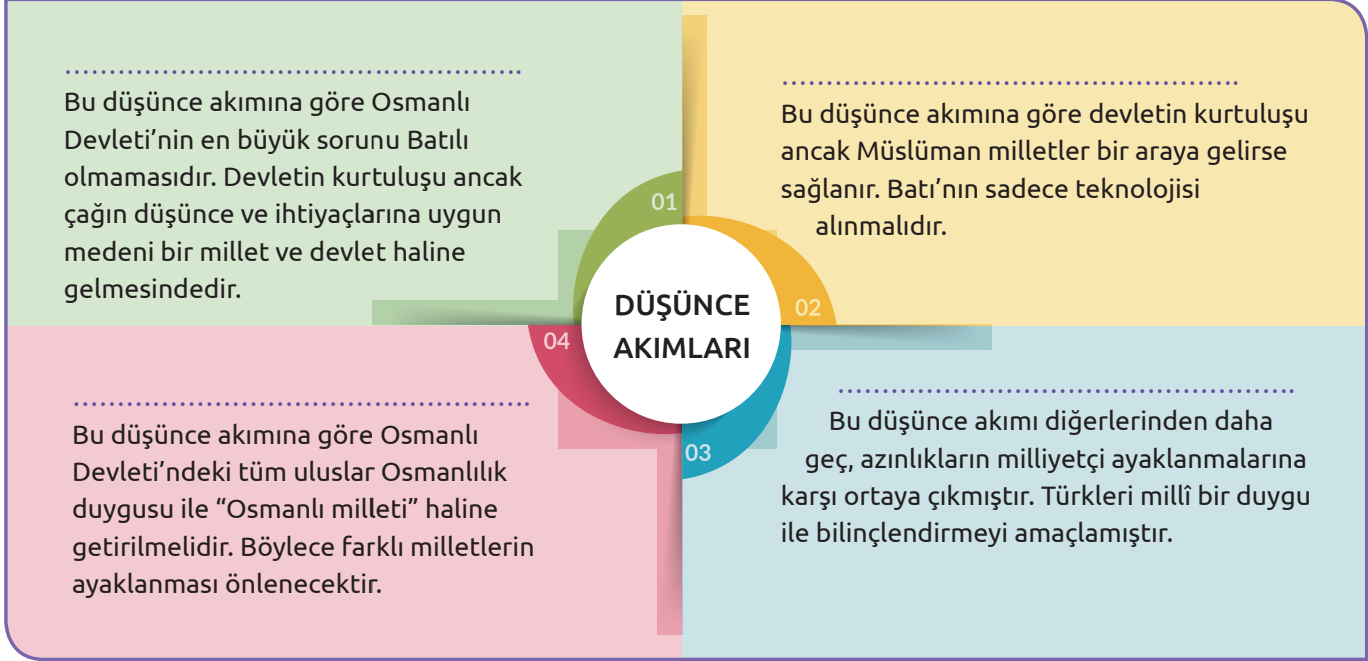 ..................................................
Bu düşünce akımına göre Osmanlı
Devleti’nin en büyük sorunu Batılı
olmamasıdır. Devletin kurtuluşu ancak
çağın düşünce ve ihtiyaçlarına uygun
medeni bir millet ve devlet haline
gelmesindedir.
01
..................................................
Bu düşünce akımına göre devletin kurtuluşu
ancak Müslüman milletler bir araya gelirse
sağlanır. Batı’nın sadece teknolojisi
alınmalıdır.
02
DÜŞÜNCE
AKIMLARI
04
..................................................
Bu düşünce akımına göre Osmanlı
Devleti’ndeki tüm uluslar Osmanlılık
duygusu ile “Osmanlı milleti” haline
getirilmelidir. Böylece farklı milletlerin
ayaklanması önlenecektir.
03
..................................................
Bu düşünce akımı diğerlerinden daha
geç, azınlıkların milliyetçi ayaklanmalarına
karşı ortaya çıkmıştır. Türkleri millî bir duygu
ile bilinçlendirmeyi amaçlamıştır.